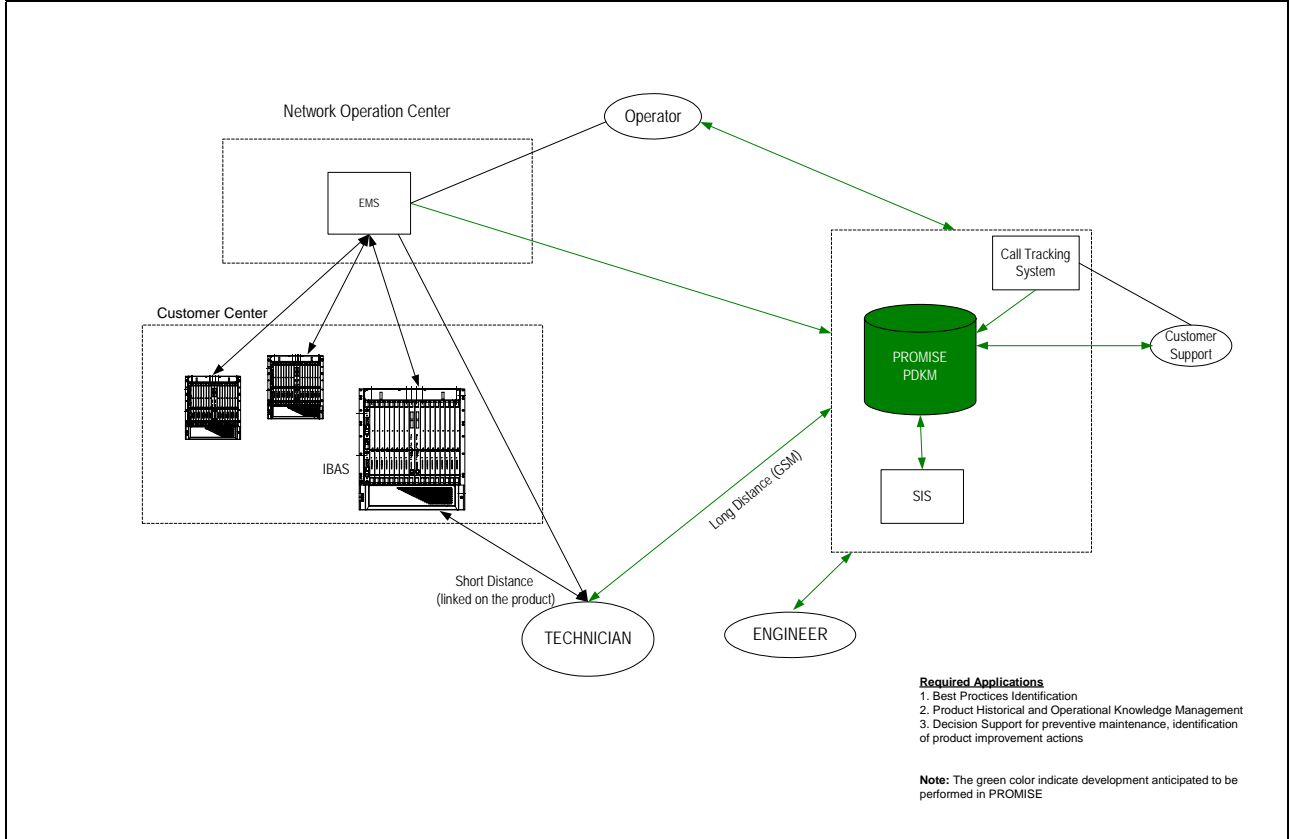 Network Operation Center
Operator
EMS
Call Tracking
System
Customer Center
PROMISE
PDKM
Customer
Support
IBAS
Long Distance (GSM)
SIS
Short Distance
(linked on the product)
TECHNICIAN
ENGINEER
Required Applications
1. Best Proctices Identification
2. Product Historical and Operational Knowledge Management
3. Decision Support for preventive maintenance, identification
of product improvement actions
Note: The green color indicate development anticipated to be
performed in PROMISE